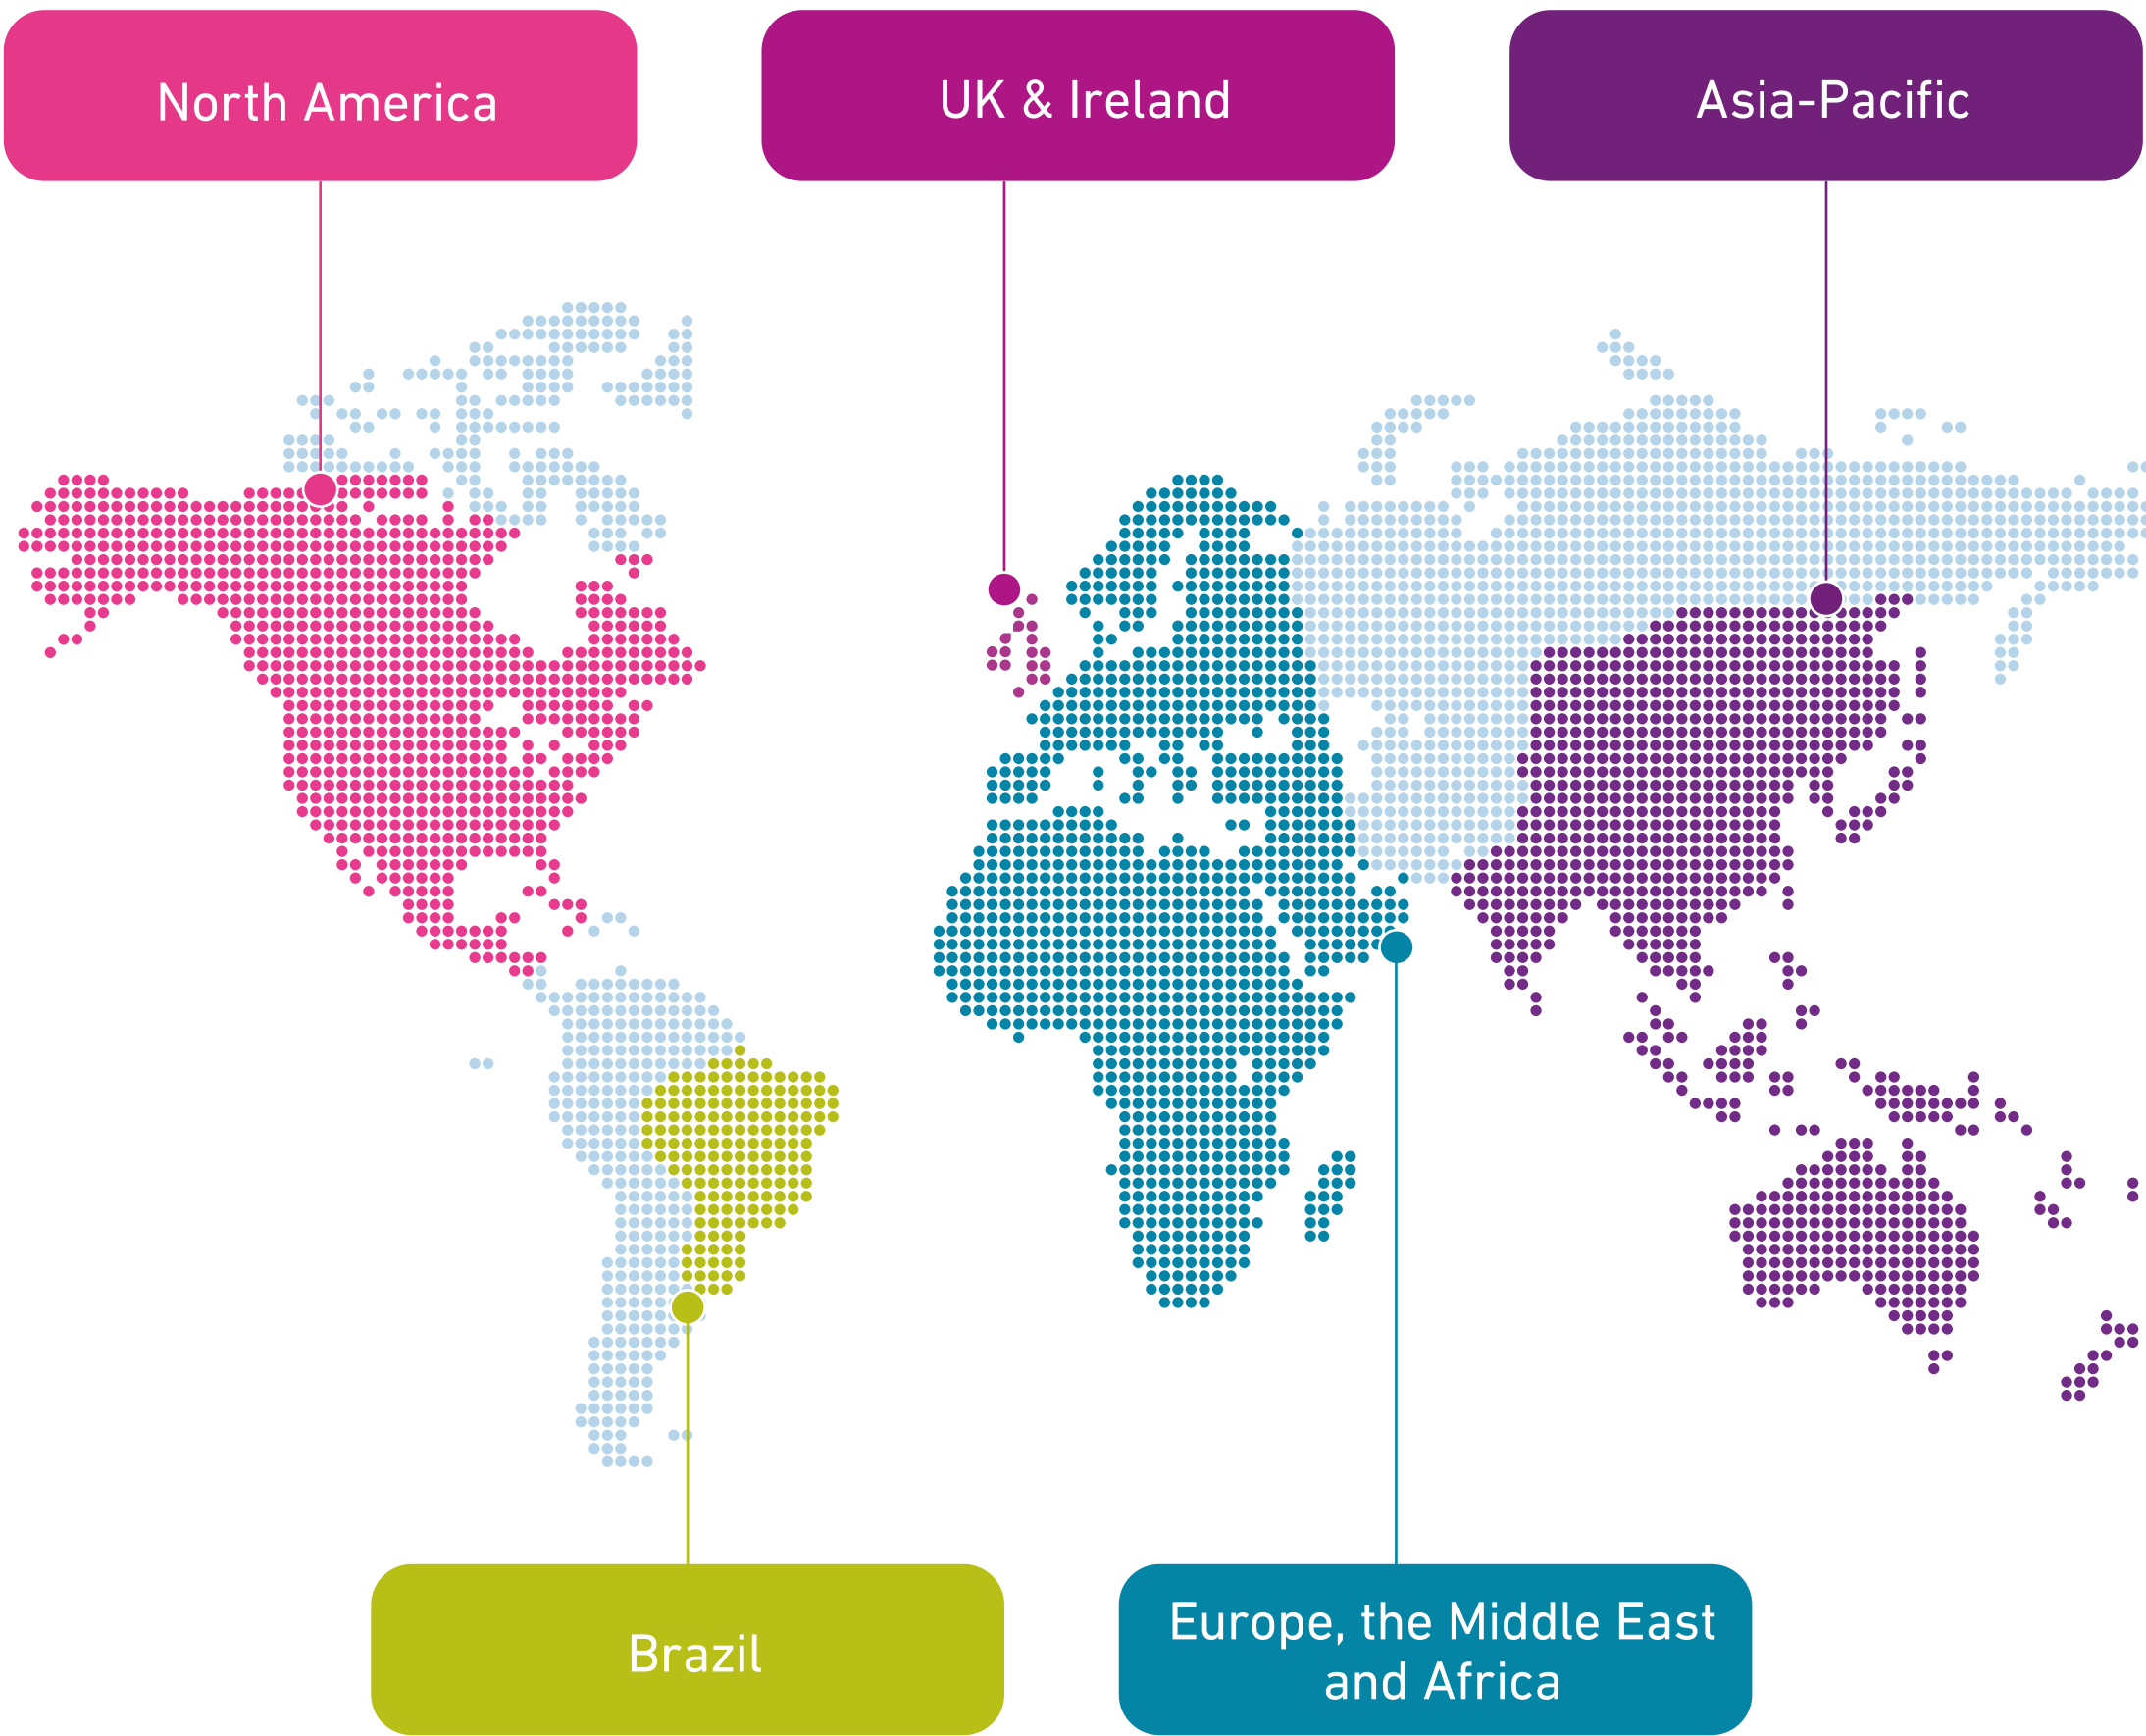 North America
UK & Ireland
Asia-Pacific
Brazil
Europe, the Middle East
and Africa